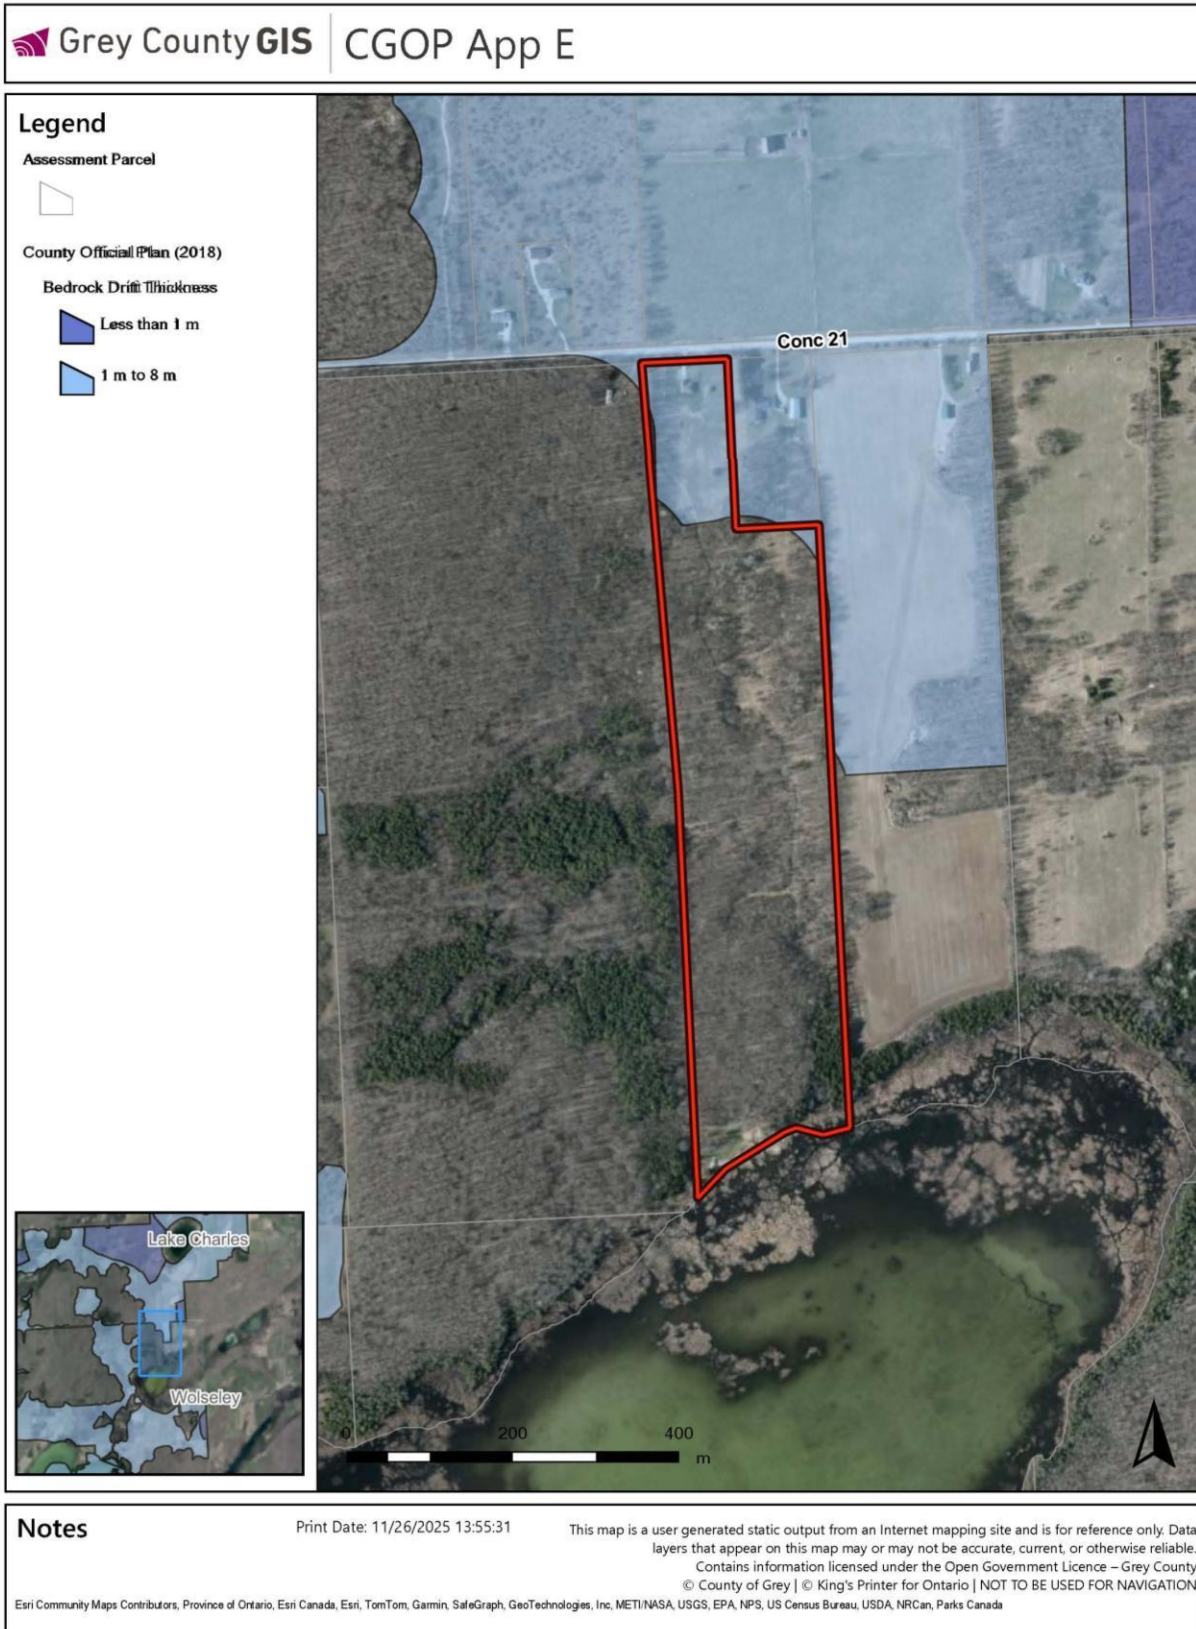 Grey County GIS
CGOP App E
Legend
Assessment Parcel
County Official Plan (2018)
Bedrock Drift Thickness
Less than 1 m
1 m to 8 m
Conc 21
Lake Charles
Wolseley
0 200 400
m
Notes
Print Date: 11/26/2025 13:55:31
This map is a user generated static output from an Internet mapping site and is for reference only. Data
layers that appear on this map may or may not be accurate, current, or otherwise reliable.
Contains information licensed under the Open Government Licence – Grey County
© County of Grey | © King's Printer for Ontario | NOT TO BE USED FOR NAVIGATION
Esri Community Maps Contributors, Province of Ontario, Esri Canada, Esri, TomTom, Garmin, SafeGraph, GeoTechnologies, Inc, METI/NASA, USGS, EPA, NPS, US Census Bureau, USDA, NRCan, Parks Canada